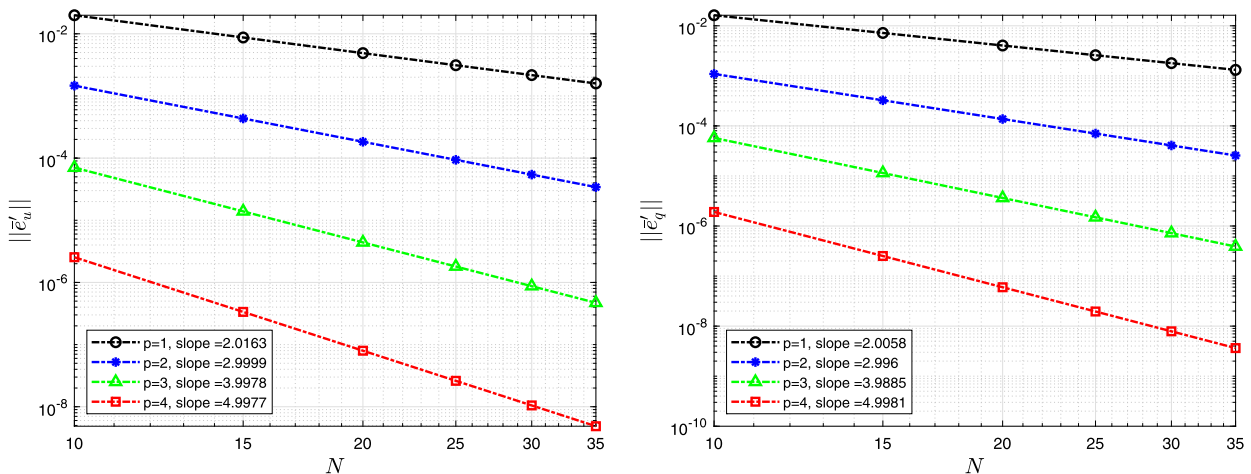 10^-2
10^-4
10^-6
10^-8
||ē'_u||
p=1, slope =2.0163
p=2, slope =2.9999
p=3, slope =3.9978
p=4, slope =4.9977
10 15 20 25 30 35
N
10^-2
10^-4
10^-6
10^-8
10^-10
||ē'_q||
p=1, slope =2.0058
p=2, slope =2.996
p=3, slope =3.9885
p=4, slope =4.9981
10 15 20 25 30 35
N